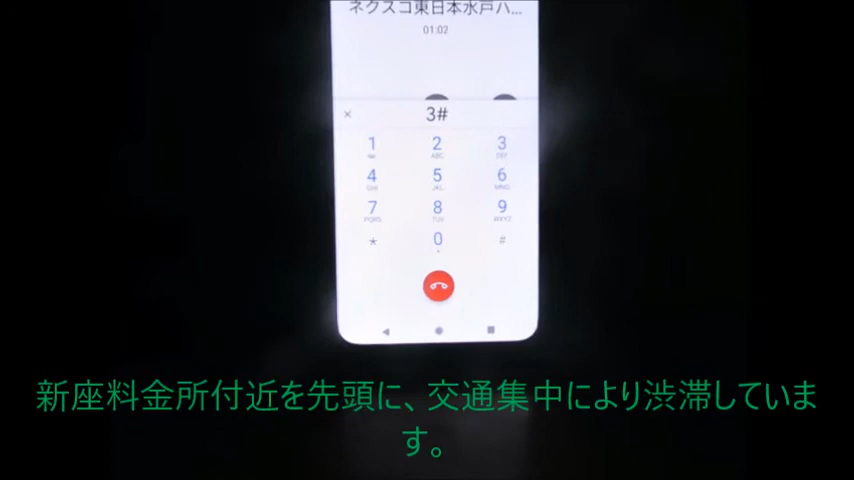 ネクスコ東日本水戸ハ...
01:02
× 3#
1 2 3
ABC DEF
4 5 6
GHI JKL MNO
7 8 9
PQRS TUV WXYZ
* 0 #
新座料金所付近を先頭に、交通集中により渋滞していま
す。